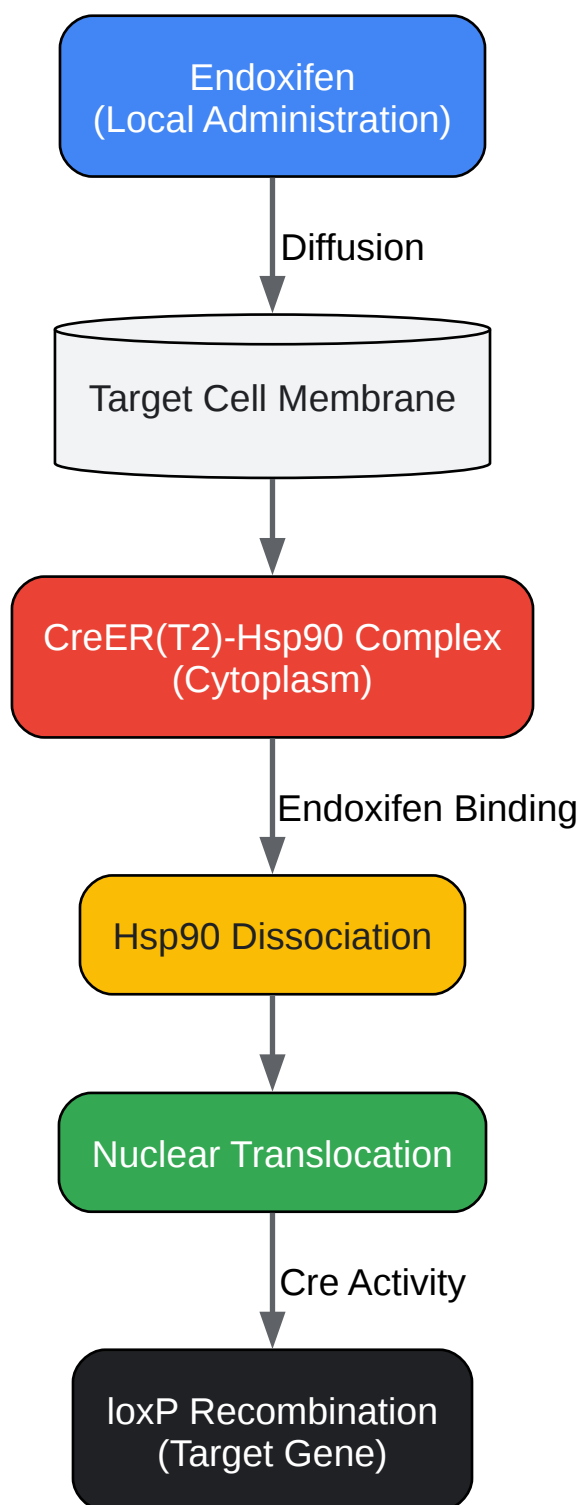 Endoxifen
(Local Administration)
Diffusion
Target Cell Membrane
CreER(T2)-Hsp90 Complex
(Cytoplasm)
Endoxifen Binding
Hsp90 Dissociation
Nuclear Translocation
Cre Activity
loxP Recombination
(Target Gene)